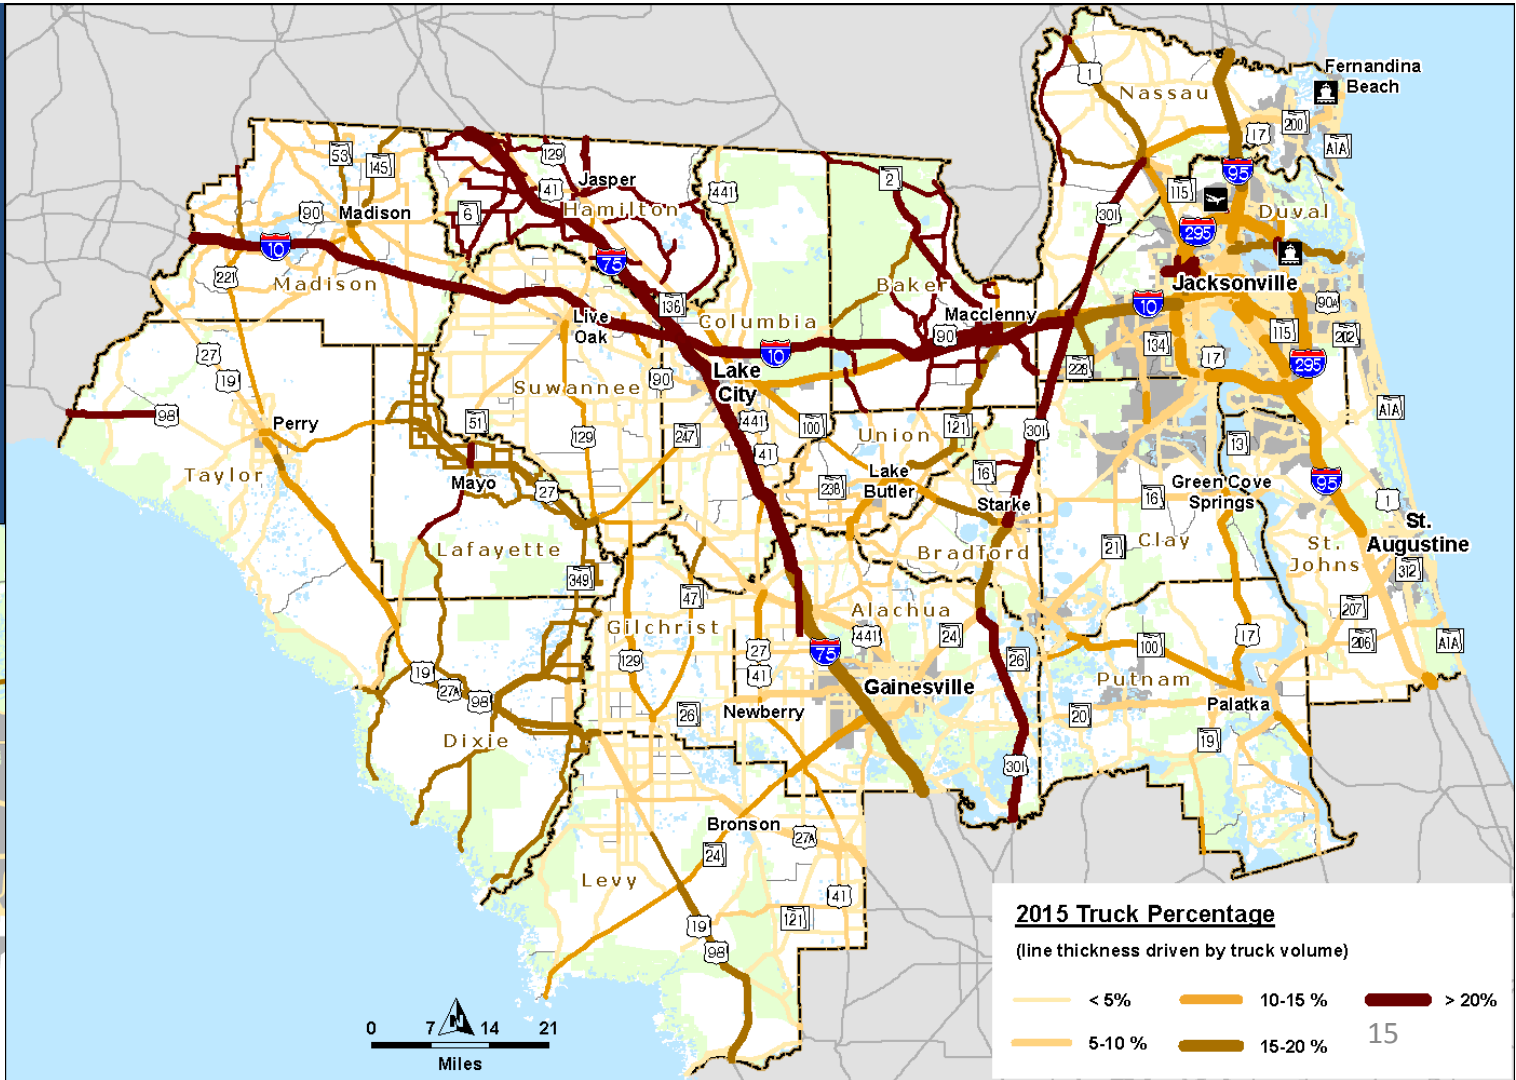 Fernandina
Beach
1
Nassau
17
200
A1A
95
115
Duval
295
301
Jacksonville
53
145
129
Jasper
41
Hamilton
6
441
2
90
Madison
10
221
Madison
75
136
Live
Oak
Columbia
Baker
Macclenny
90
10
10
90A
115
202
134
17
295
228
27
19
Suwannee
90
Lake
City
98
Perry
51
129
247
441
41
100
Union
121
301
A1A
13
Taylor
Mayo
27
238
Lake
Butler
16
Starke
16
Green Cove
Springs
95
1
St.
Augustine
Lafayette
349
Bradford
21
Clay
St.
Johns
312
47
Gilchrist
Alachua
441
24
207
206
A1A
129
27
41
75
26
100
17
19
27A
98
Gainesville
Putnam
Newberry
26
20
Palatka
Dixie
19
301
Bronson
27A
24
Levy
41
121
19
98
2015 Truck Percentage
(line thickness driven by truck volume)
< 5%
10-15 %
> 20%
5-10 %
15-20 %
15
N
0 7 14 21
Miles